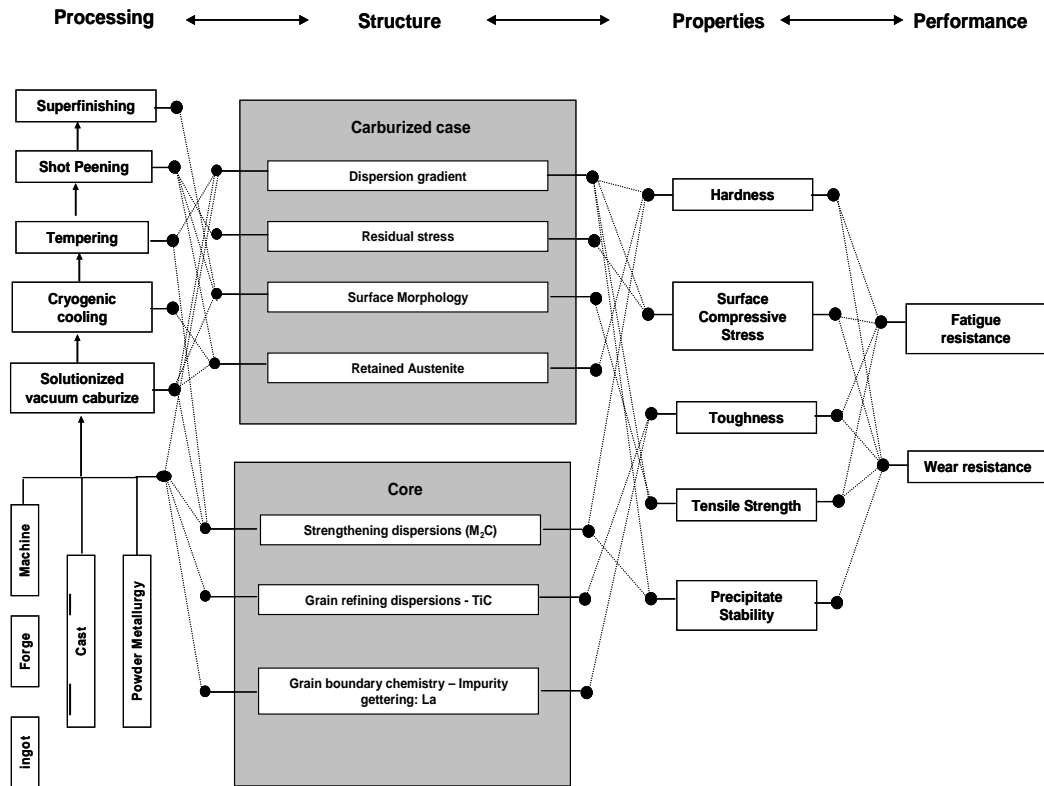 Processing
Structure
Properties
Performance
Superfinishing
Shot Peening
Tempering
Cryogenic
cooling
Solutionized
vacuum caburize
Machine
Forge
ingot
Cast
Powder Metallurgy
Carburized case
Dispersion gradient
Residual stress
Surface Morphology
Retained Austenite
Core
Strengthening dispersions (M₂C)
Grain refining dispersions - TiC
Grain boundary chemistry – Impurity
gettering: La
Hardness
Surface
Compressive
Stress
Toughness
Tensile Strength
Precipitate
Stability
Fatigue
resistance
Wear resistance